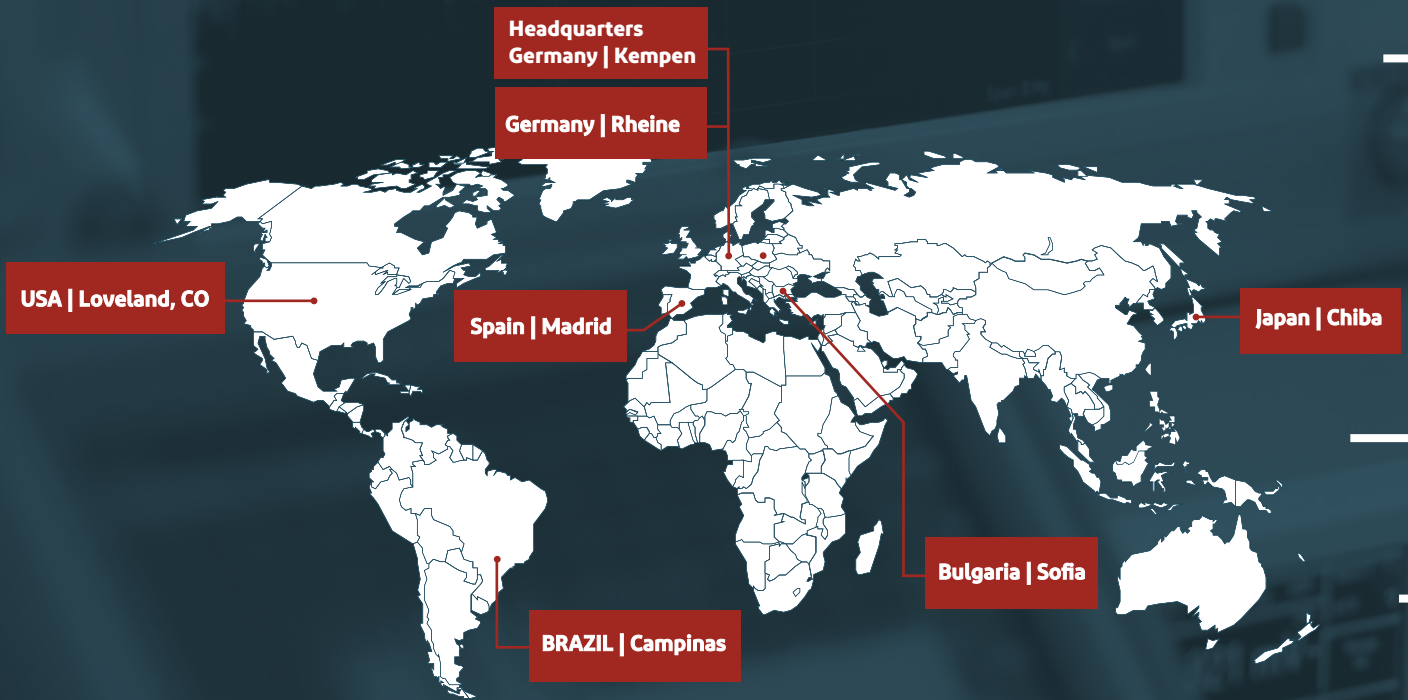 Headquarters
Germany | Kempen
Germany | Rheine
USA | Loveland, CO
Spain | Madrid
Japan | Chiba
Bulgaria | Sofia
BRAZIL | Campinas